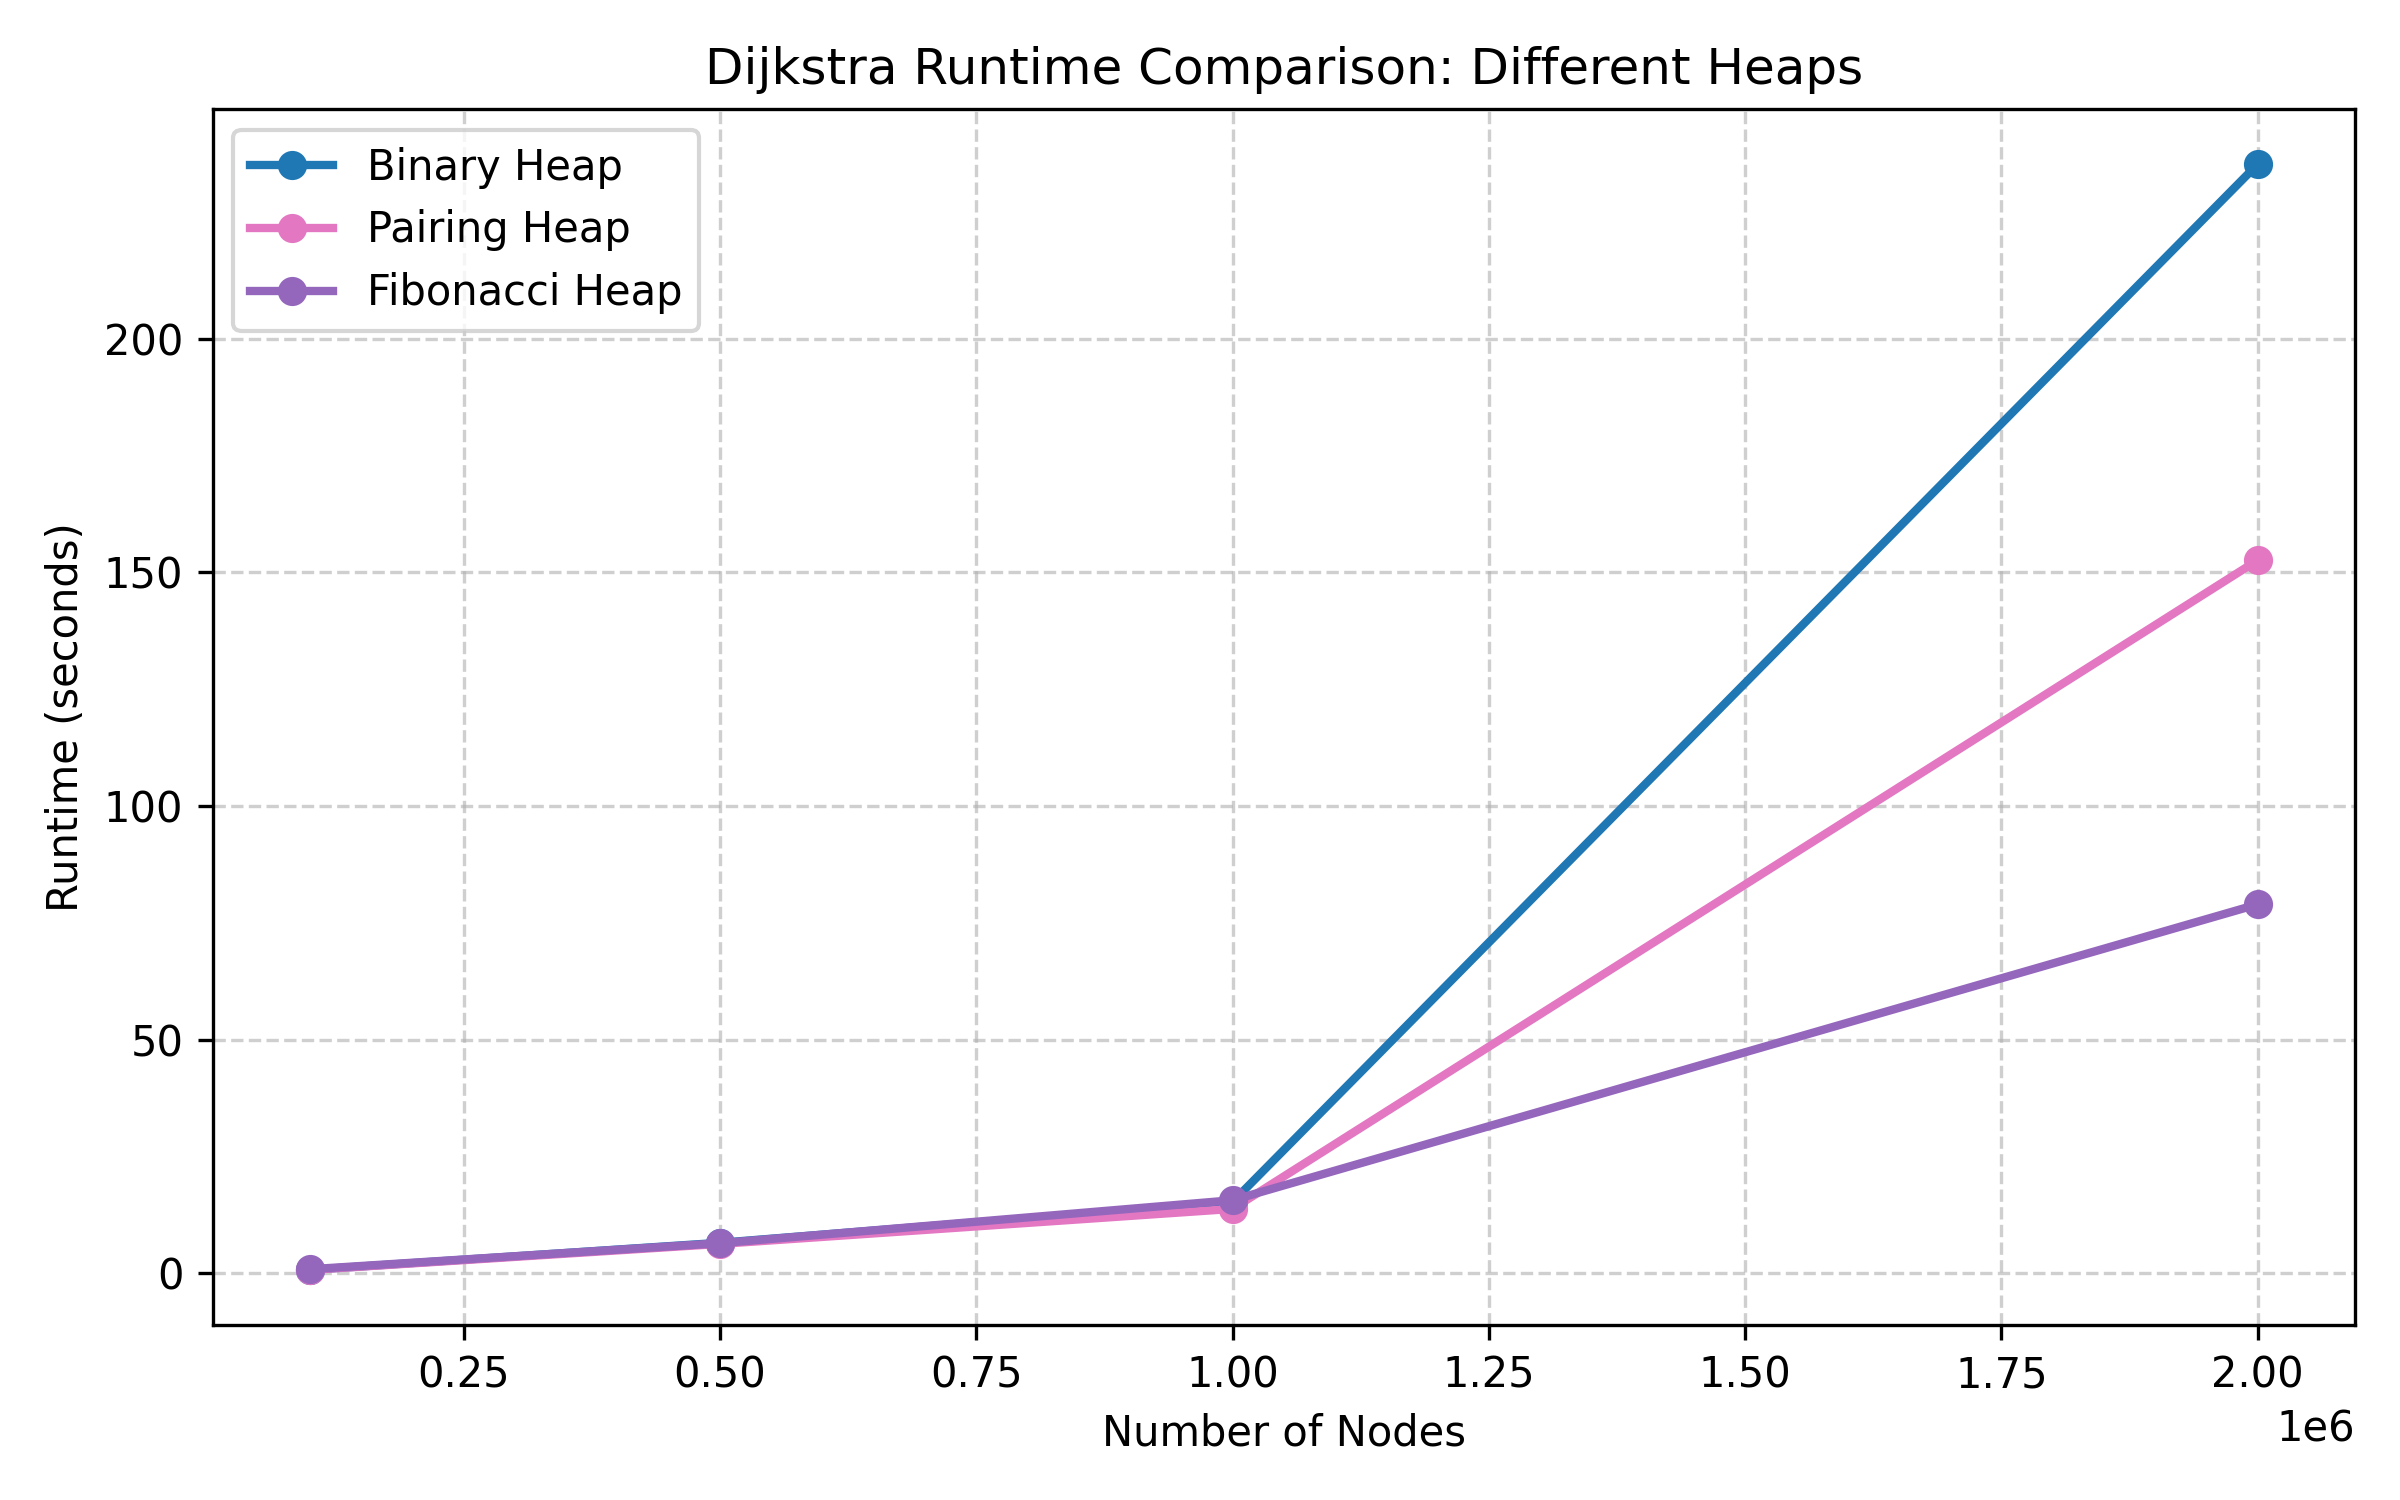 Dijkstra Runtime Comparison: Different Heaps
Binary Heap
Pairing Heap
Fibonacci Heap
200
150
100
50
0
Runtime (seconds)
0.25 0.50 0.75 1.00 1.25 1.50 1.75 2.00
1e6
Number of Nodes